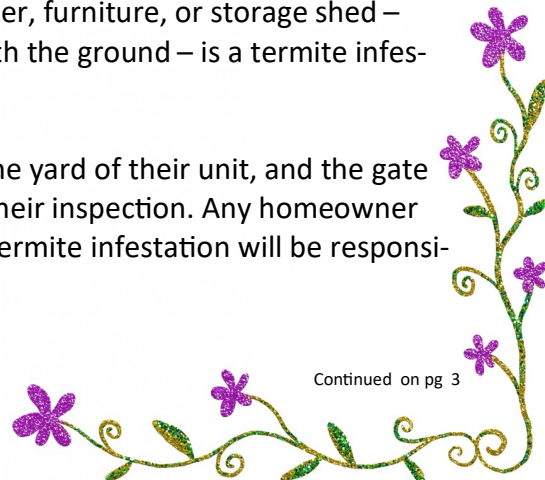 er, furniture, or storage shed –
th the ground – is a termite infes-
he yard of their unit, and the gate
heir inspection. Any homeowner
ermite infestation will be responsi-
Continued on pg 3